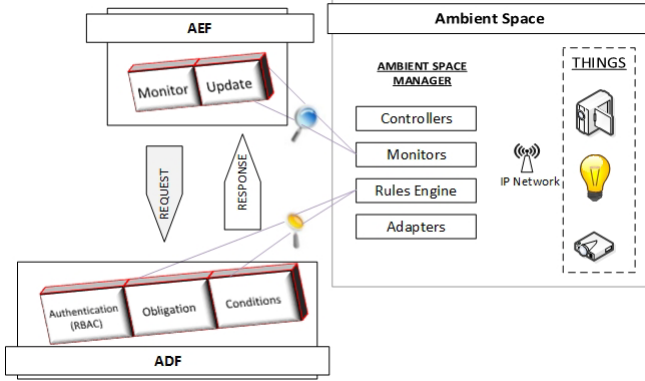 AEF
Monitor
Update
REQUEST
RESPONSE
Authentication
(RBAC)
Obligation
Conditions
ADF
Ambient Space
AMBIENT SPACE
MANAGER
Controllers
Monitors
Rules Engine
Adapters
IP Network
THINGS